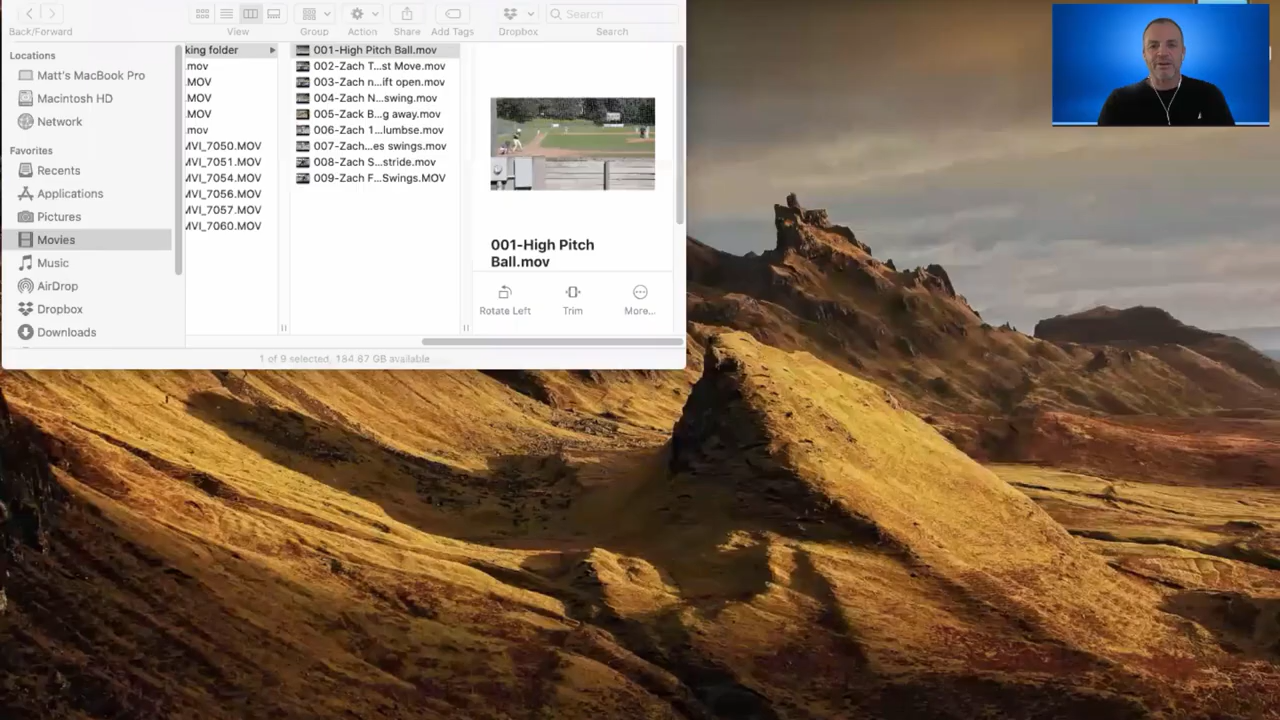 Back/Forward
View
Group
Action
Share
Add Tags
Dropbox
Search
Search
Locations
Matt's MacBook Pro
Macintosh HD
Network
Favorites
Recents
Applications
Pictures
Movies
Music
AirDrop
Dropbox
Downloads
king folder
.mov
.MOV
.MOV
.MOV
.mov
MVI_7050.MOV
MVI_7051.MOV
MVI_7054.MOV
MVI_7056.MOV
MVI_7057.MOV
MVI_7060.MOV
001-High Pitch Ball.mov
002-Zach T...st Move.mov
003-Zach n...ift open.mov
004-Zach N...swing.mov
005-Zack B...g away.mov
006-Zach 1...lumbse.mov
007-Zach...es swings.mov
008-Zach S...stride.mov
009-Zach F...Swings.MOV
001-High Pitch
Ball.mov
Rotate Left
Trim
More...
1 of 9 selected, 184.67 GB available